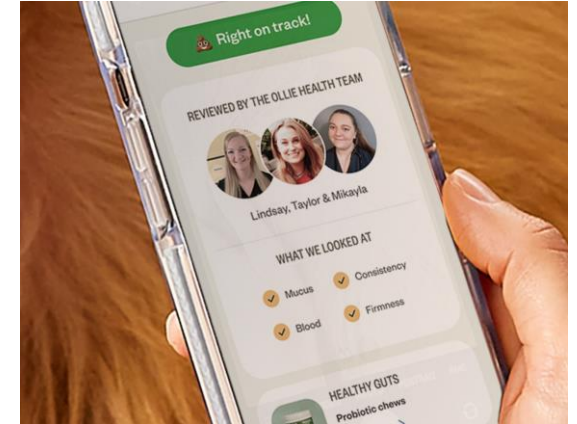 💩 Right on track!
REVIEWED BY THE OLLIE HEALTH TEAM
Lindsay, Taylor & Mikayla
WHAT WE LOOKED AT
Mucus
Consistency
Blood
Firmness
HEALTHY GUTS
Probiotic chews